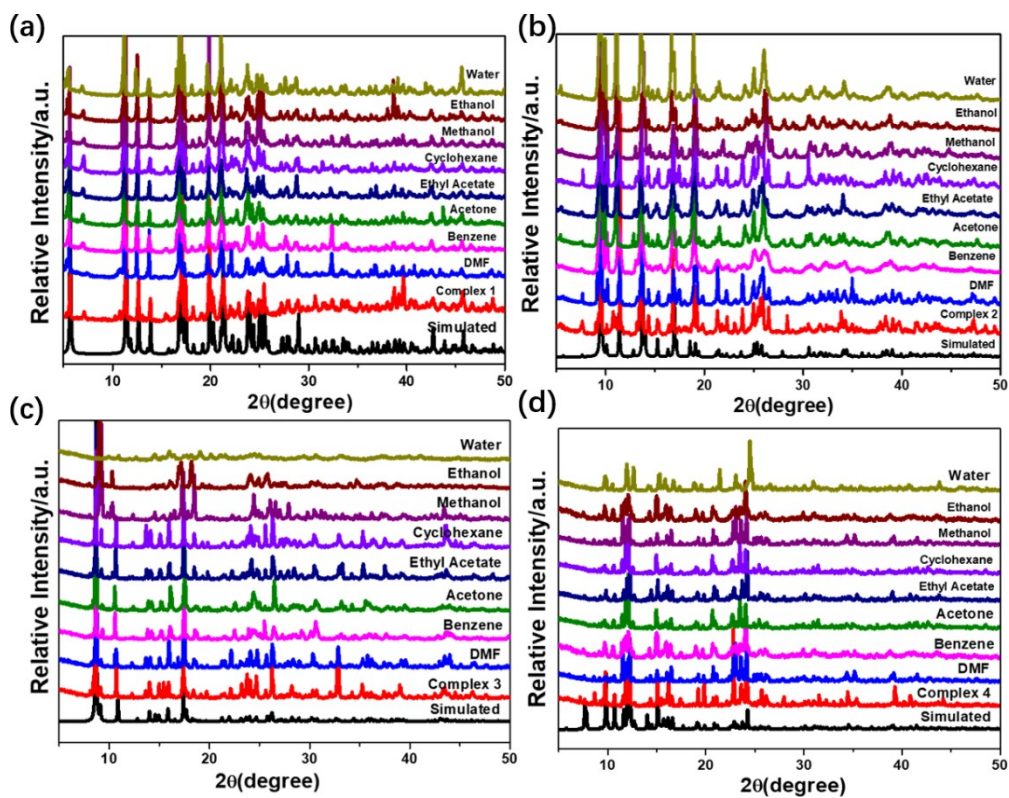 (a)
Relative Intensity/a.u.
Water
Ethanol
Methanol
Cyclohexane
Ethyl Acetate
Acetone
Benzene
DMF
Complex 1
Simulated
10 20 30 40 50
2θ(degree)
(b)
Relative Intensity/a.u.
Water
Ethanol
Methanol
Cyclohexane
Ethyl Acetate
Acetone
Benzene
DMF
Complex 2
Simulated
10 20 30 40 50
2θ(degree)
(c)
Relative Intensity/a.u.
Water
Ethanol
Methanol
Cyclohexane
Ethyl Acetate
Acetone
Benzene
DMF
Complex 3
Simulated
10 20 30 40 50
2θ(degree)
(d)
Relative Intensity/a.u.
Water
Ethanol
Methanol
Cyclohexane
Ethyl Acetate
Acetone
Benzene
DMF
Complex 4
Simulated
10 20 30 40 50
2θ(degree)